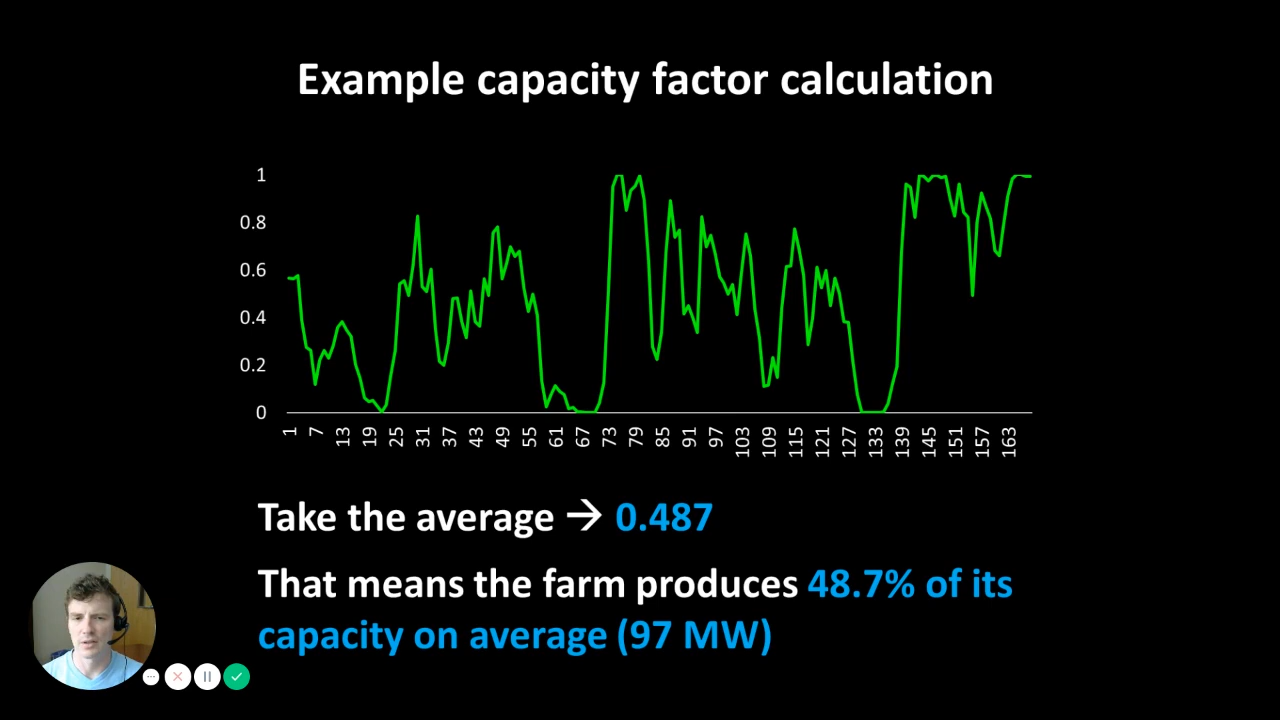 Example capacity factor calculation
1
0.8
0.6
0.4
0.2
0
1 7 13 19 25 31 37 43 49 55 61 67 73 79 85 91 97 103 109 115 121 127 133 139 145 151 157 163
Take the average → 0.487
That means the farm produces 48.7% of its
capacity on average (97 MW)